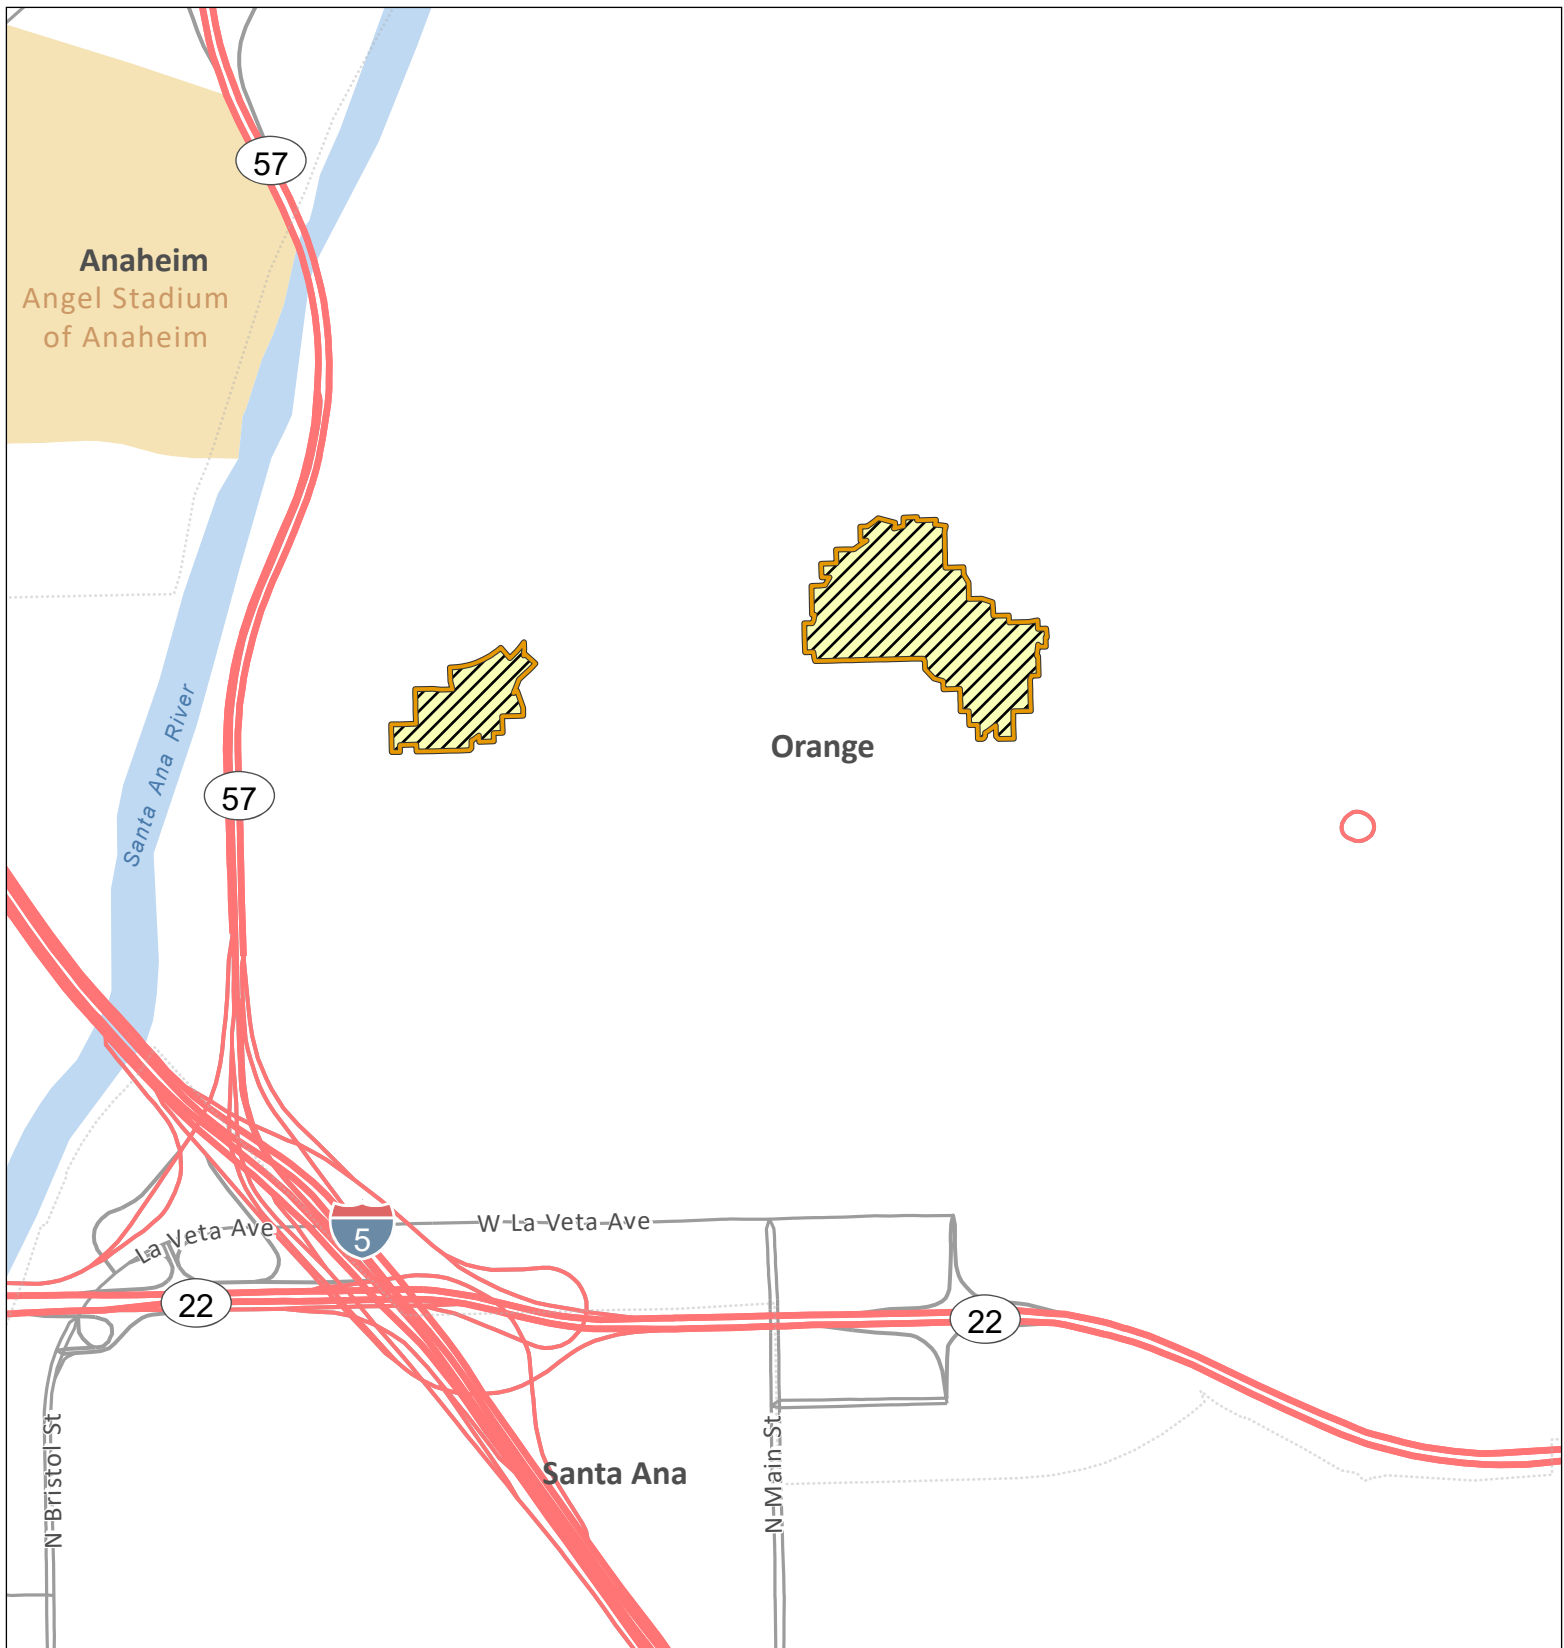 57
Anaheim
Angel Stadium
of Anaheim
Santa Ana River
Orange
57
La Veta Ave
5
W La Veta Ave
22
22
N Bristol St
Santa Ana
N Main St